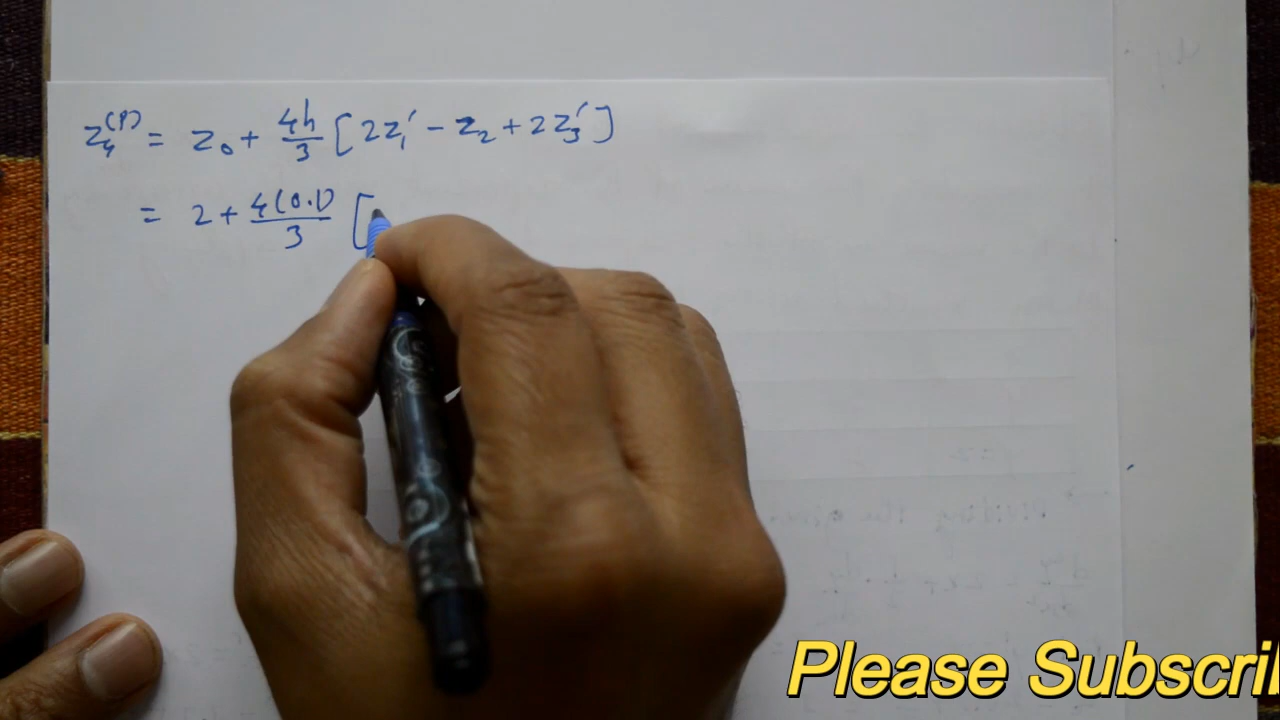 z₄⁽ᴾ⁾ = z₀ + 4h/3 [2z₁′ - z₂ + 2z₃′]
= 2 + 4(0.1)/3 [
Please Subscri